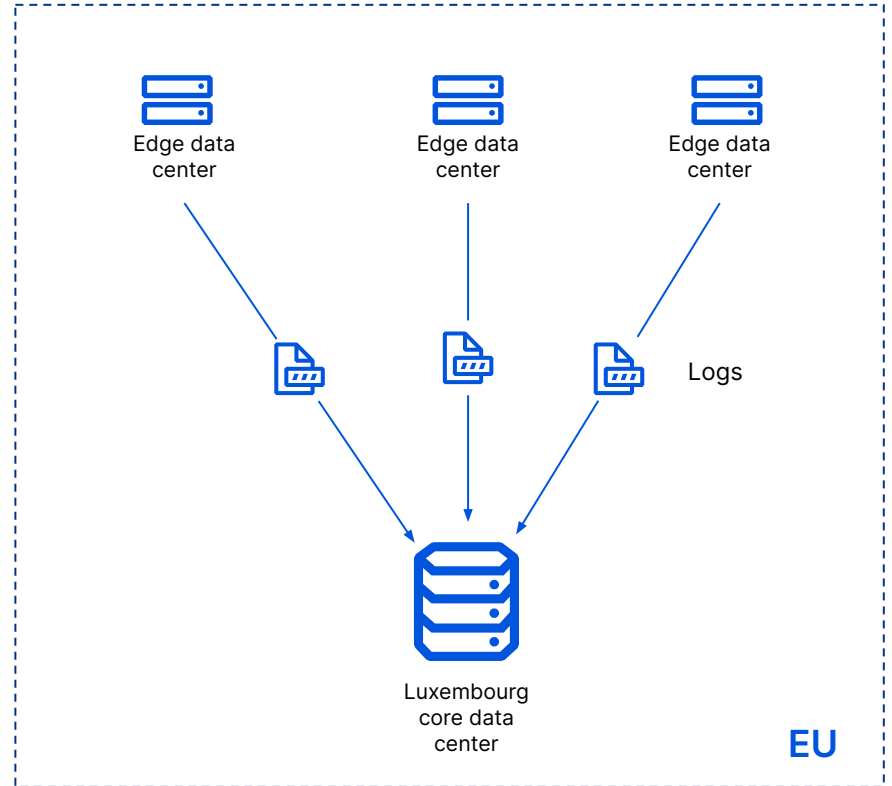 Edge data
center
Edge data
center
Edge data
center
Logs
Luxembourg
core data
center
EU